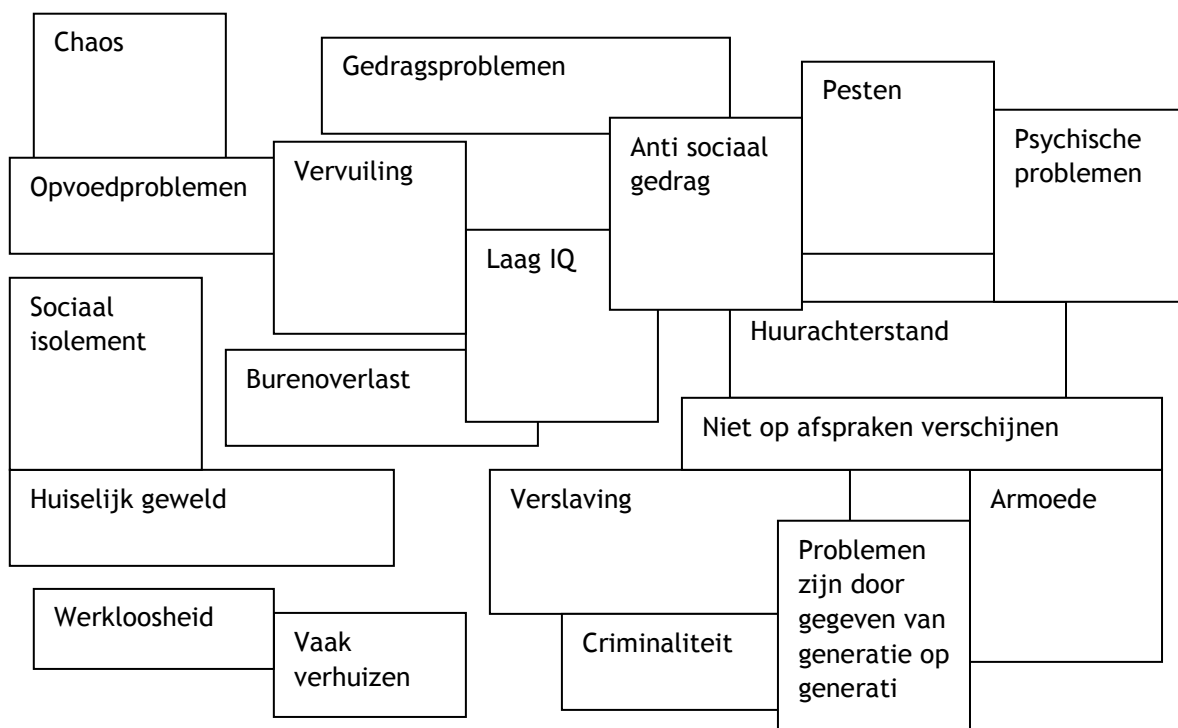 Chaos
Gedragsproblemen
Pesten
Psychische
problemen
Anti sociaal
gedrag
Opvoedproblemen
Vervuiling
Laag IQ
Sociaal
isolement
Huurachterstand
Burenoverlast
Niet op afspraken verschijnen
Huiselijk geweld
Verslaving
Armoede
Problemen
zijn door
gegeven van
generatie op
generati
Werkloosheid
Vaak
verhuizen
Criminaliteit